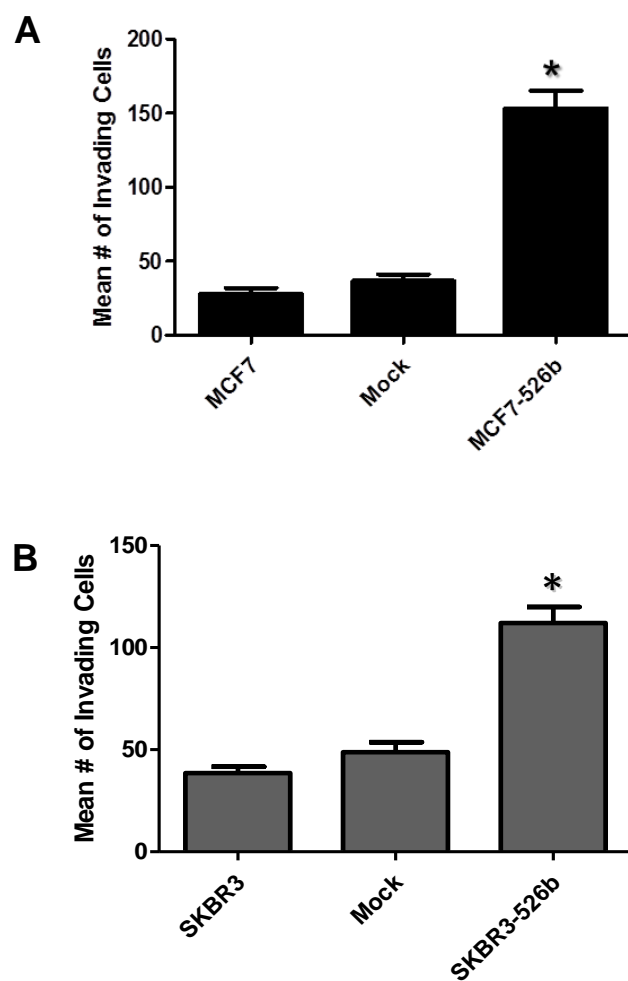 A
200
150
100
50
0
Mean # of Invading Cells
*
MCF7
Mock
MCF7-526b
B
150
100
50
0
Mean # of Invading Cells
*
SKBR3
Mock
SKBR3-526b